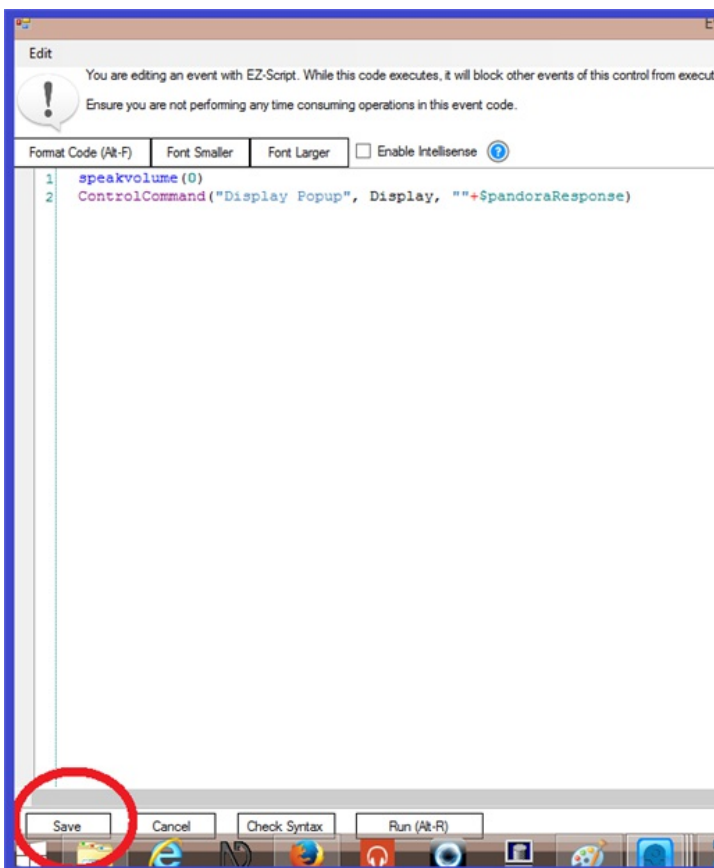 E
Edit
You are editing an event with EZ-Script. While this code executes, it will block other events of this control from execut
Ensure you are not performing any time consuming operations in this event code.
Format Code (Alt-F) Font Smaller Font Larger Enable Intellisense ?
1 speakvolume(0)
2 ControlCommand("Display Popup", Display, ""+$pandoraResponse)
Save Cancel Check Syntax Run (Alt-R)